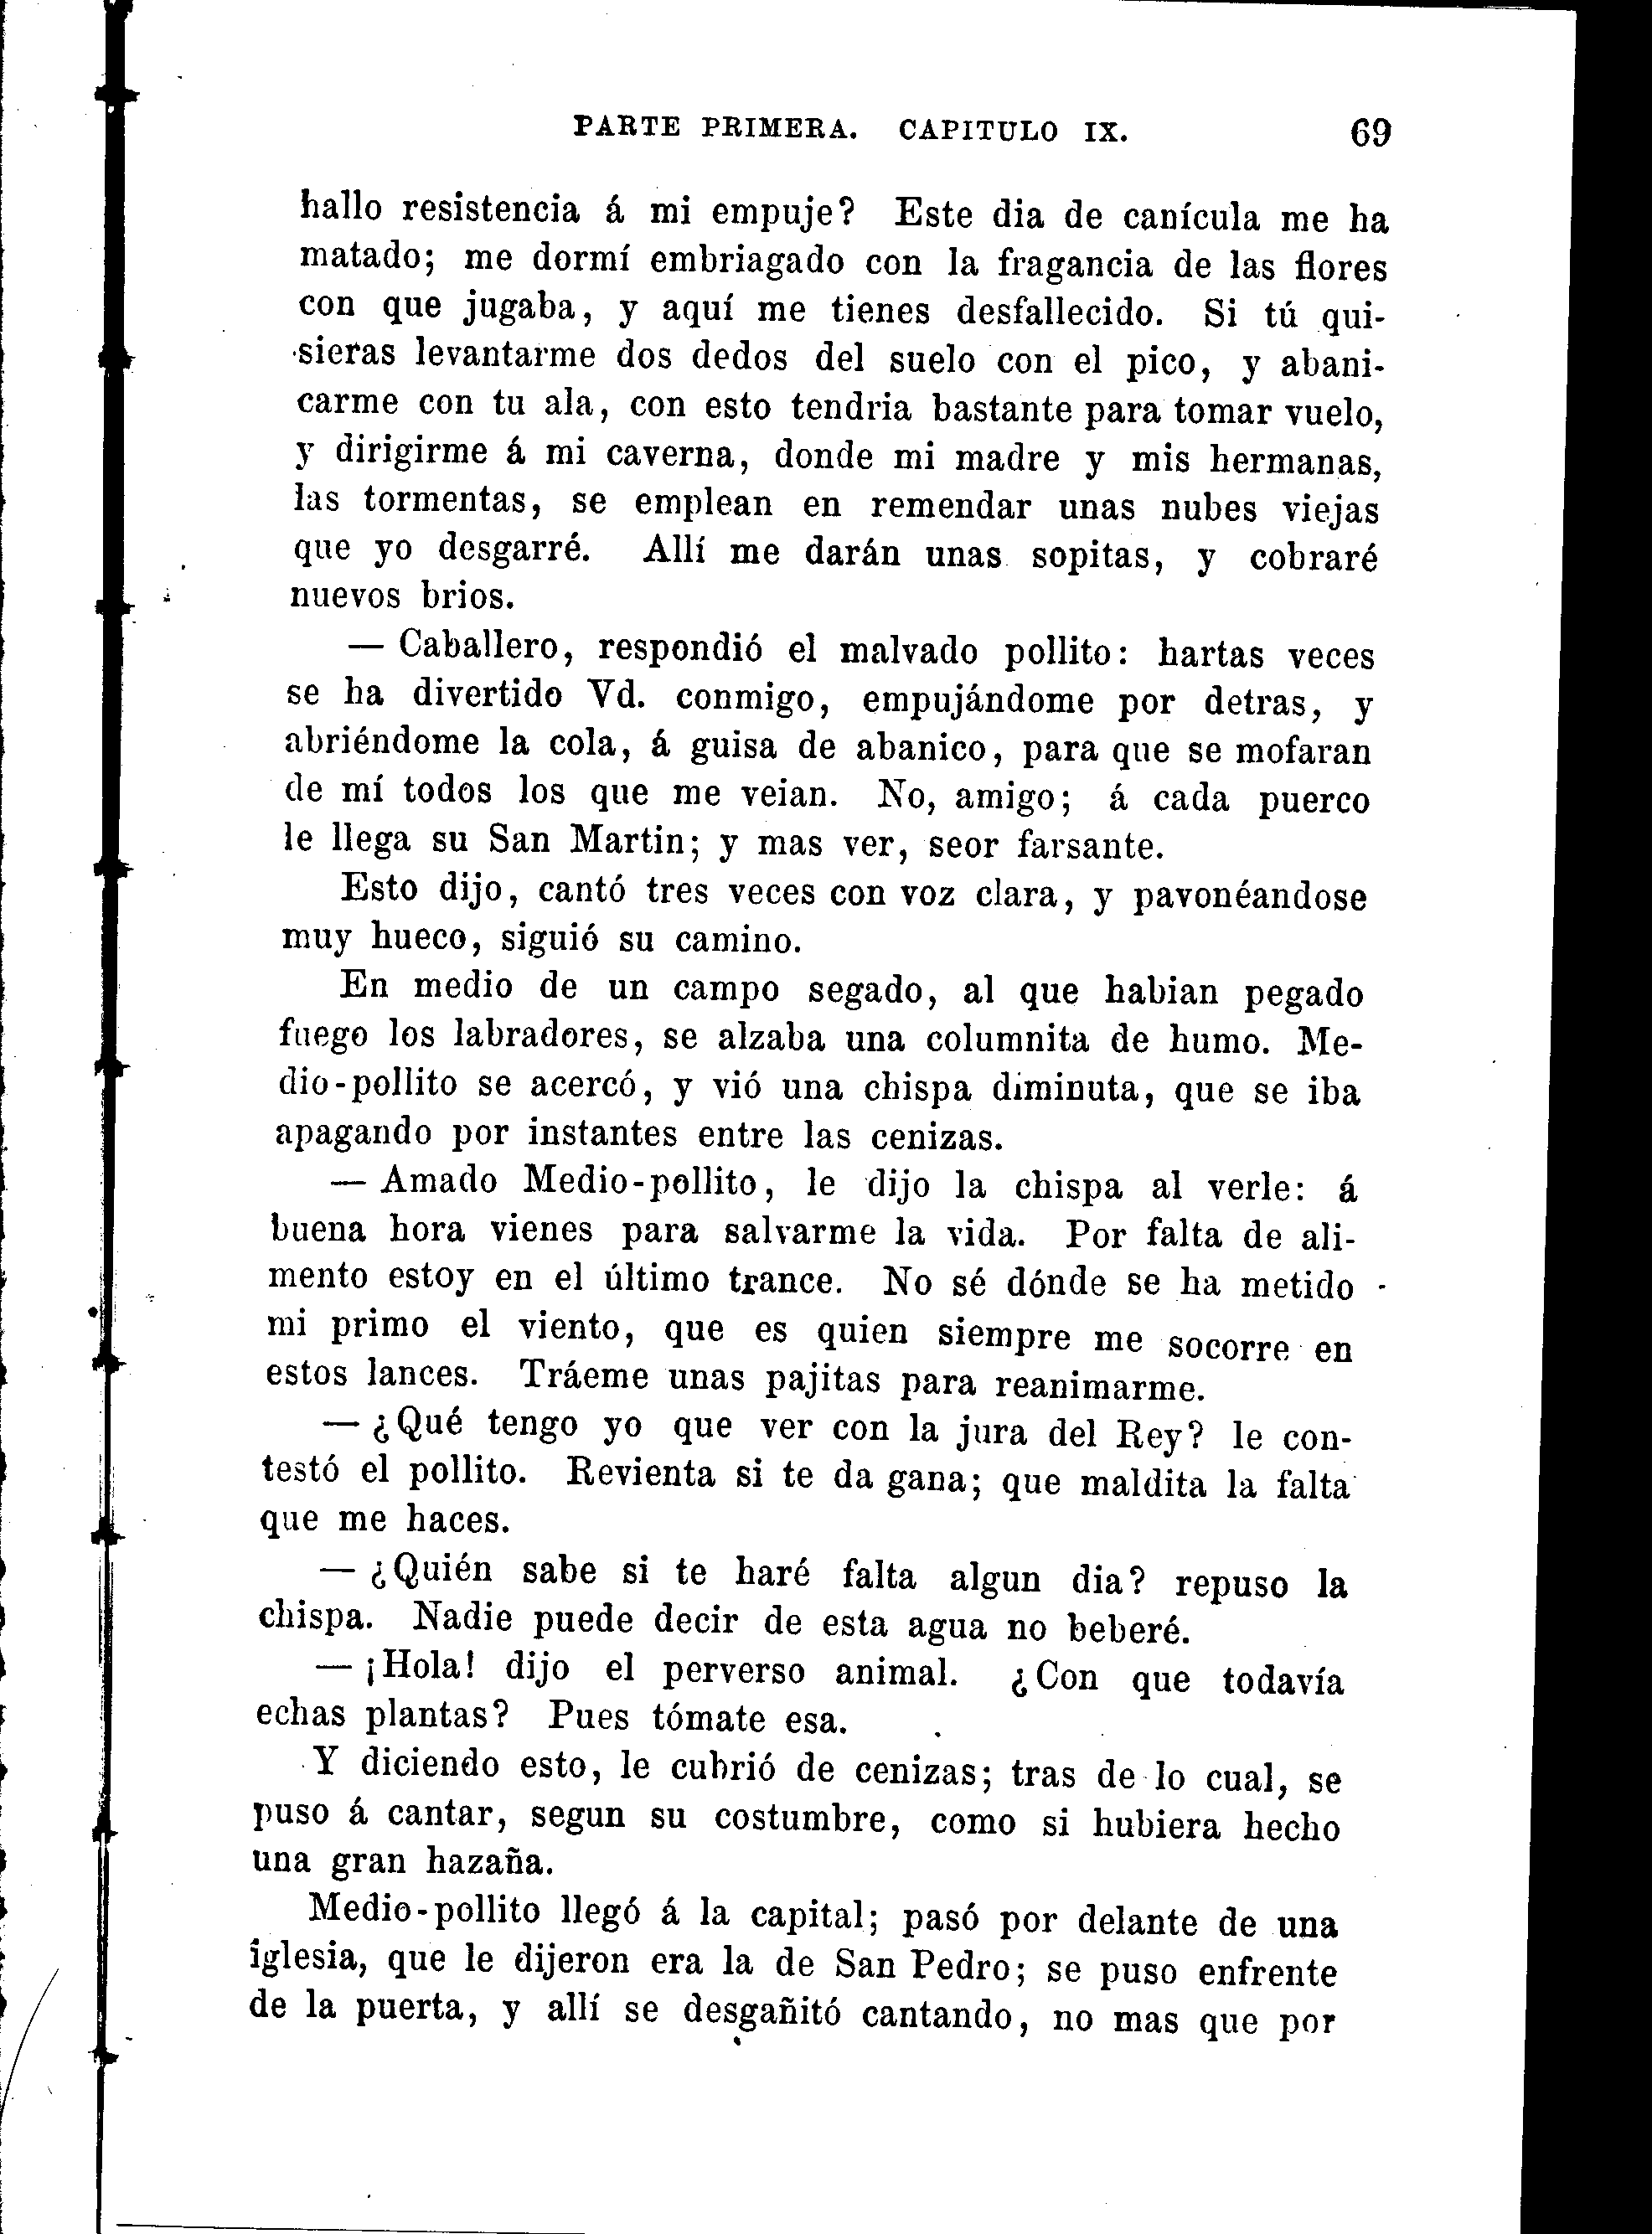 PARTE PRIMERA. CAPITULO IX. 69
hallo resistencia á mi empuje? Este dia de canícula me ha
matado; me dormí embriagado con la fragancia de las flores
con que jugaba, y aquí me tienes desfallecido. Si tú qui-
sieras levantarme dos dedos del suelo con el pico, y abani-
carme con tu ala, con esto tendria bastante para tomar vuelo,
y dirigirme á mi caverna, donde mi madre y mis hermanas,
las tormentas, se emplean en remendar unas nubes viejas
que yo desgarré. Allí me darán unas sopitas, y cobraré
nuevos brios.
— Caballero, respondió el malvado pollito: hartas veces
se ha divertido Vd. conmigo, empujándome por detras, y
abriéndome la cola, á guisa de abanico, para que se mofaran
de mí todos los que me veian. No, amigo; á cada puerco
le llega su San Martin; y mas ver, seor farsante.
Esto dijo, cantó tres veces con voz clara, y pavonéandose
muy hueco, siguió su camino.
En medio de un campo segado, al que habian pegado
fuego los labradores, se alzaba una columnita de humo. Me-
dio-pollito se acercó, y vió una chispa diminuta, que se iba
apagando por instantes entre las cenizas.
— Amado Medio-pollito, le dijo la chispa al verle: á
buena hora vienes para salvarme la vida. Por falta de ali-
mento estoy en el último trance. No sé dónde se ha metido
mi primo el viento, que es quien siempre me socorre en
estos lances. Tráeme unas pajitas para reanimarme.
— ¿Qué tengo yo que ver con la jura del Rey? le con-
testó el pollito. Revienta si te da gana; que maldita la falta
que me haces.
— ¿Quién sabe si te haré falta algun dia? repuso la
chispa. Nadie puede decir de esta agua no beberé.
— ¡Hola! dijo el perverso animal. ¿Con que todavía
echas plantas? Pues tómate esa.
Y diciendo esto, le cubrió de cenizas; tras de lo cual, se
puso á cantar, segun su costumbre, como si hubiera hecho
una gran hazaña.
Medio-pollito llegó á la capital; pasó por delante de una
iglesia, que le dijeron era la de San Pedro; se puso enfrente
de la puerta, y allí se desgañitó cantando, no mas que por